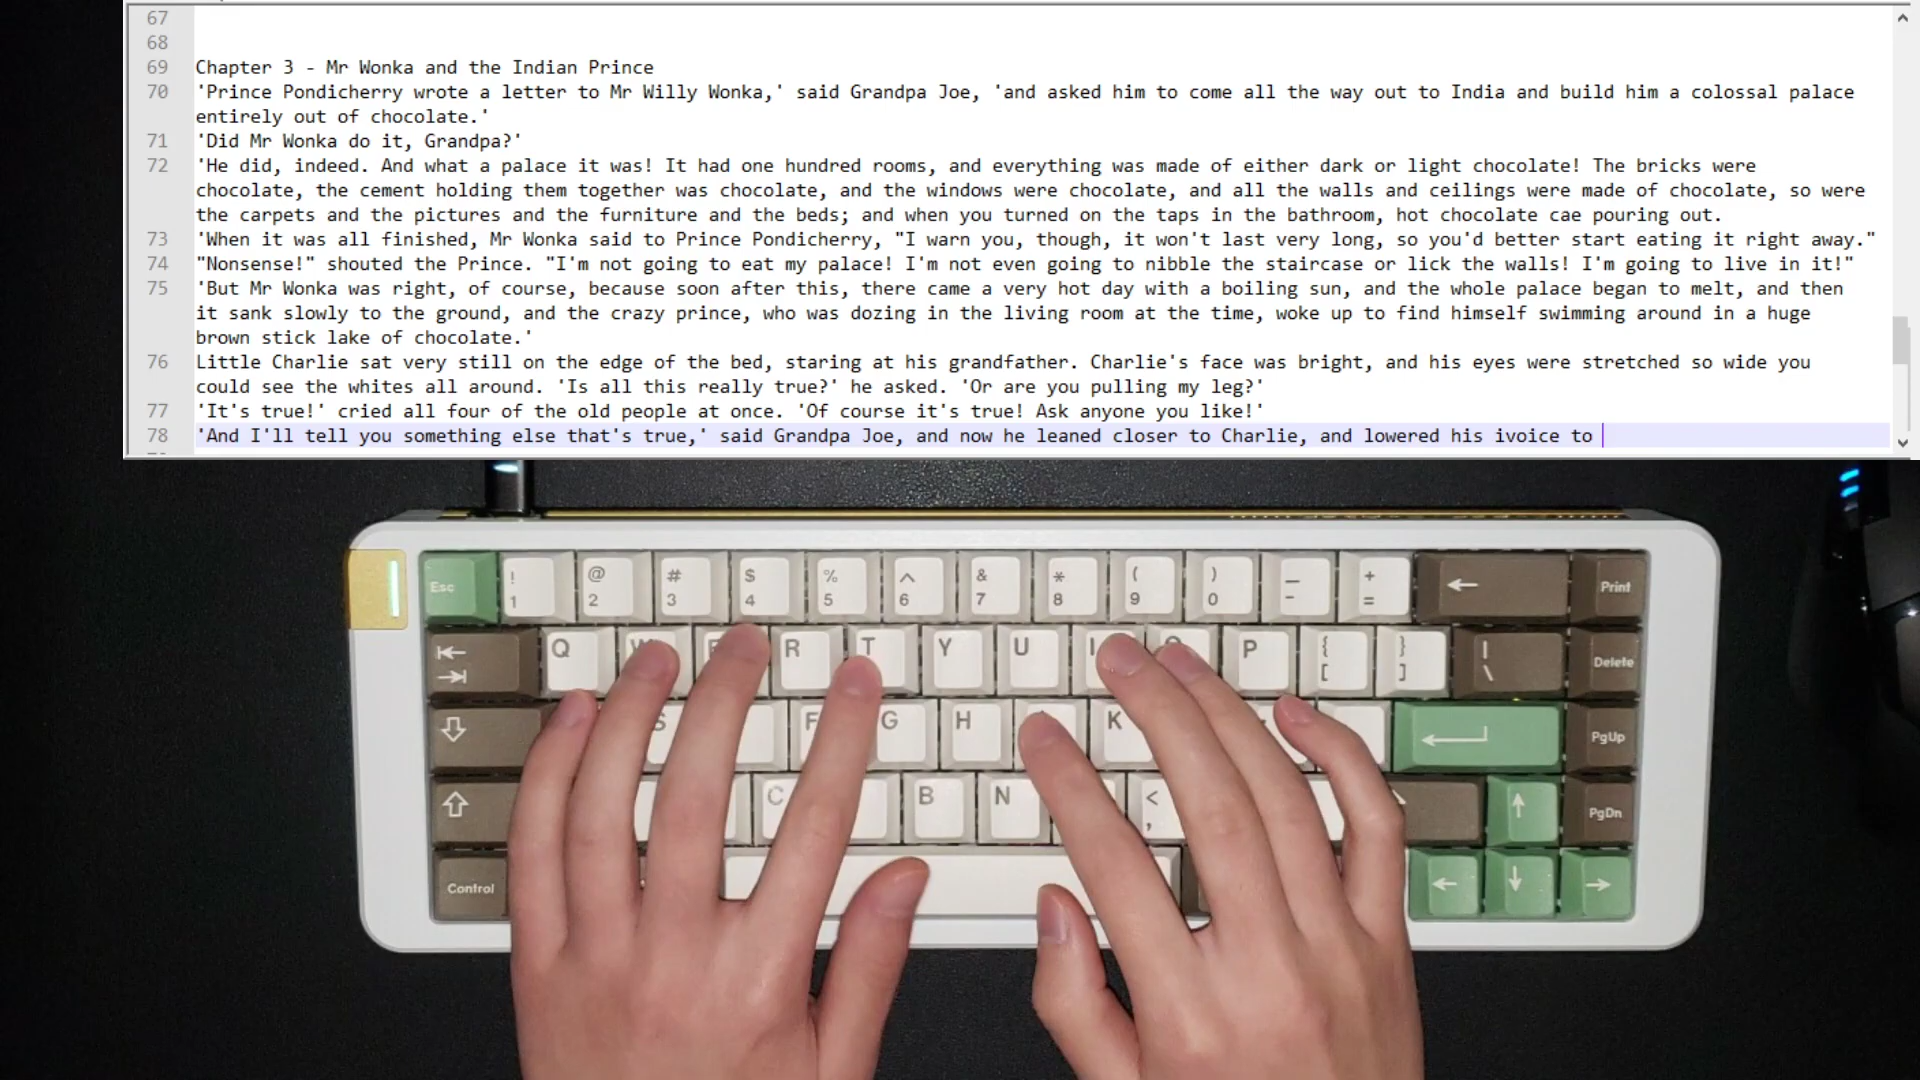 67
68
69 Chapter 3 - Mr Wonka and the Indian Prince
70 'Prince Pondicherry wrote a letter to Mr Willy Wonka,' said Grandpa Joe, 'and asked him to come all the way out to India and build him a colossal palace
entirely out of chocolate.'
71 'Did Mr Wonka do it, Grandpa?'
72 'He did, indeed. And what a palace it was! It had one hundred rooms, and everything was made of either dark or light chocolate! The bricks were
chocolate, the cement holding them together was chocolate, and the windows were chocolate, and all the walls and ceilings were made of chocolate, so were
the carpets and the pictures and the furniture and the beds; and when you turned on the taps in the bathroom, hot chocolate cae pouring out.
73 'When it was all finished, Mr Wonka said to Prince Pondicherry, "I warn you, though, it won't last very long, so you'd better start eating it right away."
74 "Nonsense!" shouted the Prince. "I'm not going to eat my palace! I'm not even going to nibble the staircase or lick the walls! I'm going to live in it!"
75 'But Mr Wonka was right, of course, because soon after this, there came a very hot day with a boiling sun, and the whole palace began to melt, and then
it sank slowly to the ground, and the crazy prince, who was dozing in the living room at the time, woke up to find himself swimming around in a huge
brown stick lake of chocolate.'
76 Little Charlie sat very still on the edge of the bed, staring at his grandfather. Charlie's face was bright, and his eyes were stretched so wide you
could see the whites all around. 'Is all this really true?' he asked. 'Or are you pulling my leg?'
77 'It's true!' cried all four of the old people at once. 'Of course it's true! Ask anyone you like!'
78 'And I'll tell you something else that's true,' said Grandpa Joe, and now he leaned closer to Charlie, and lowered his ivoice to
Esc ! 1 @ 2 # 3 $ 4 % 5 ^ 6 & 7 * 8 ( 9 ) 0 _ - + = ← Print
Q W R T Y U I P { [ } ] | \ Delete
S F G H K PgUp
C B N < , PgDn
Control